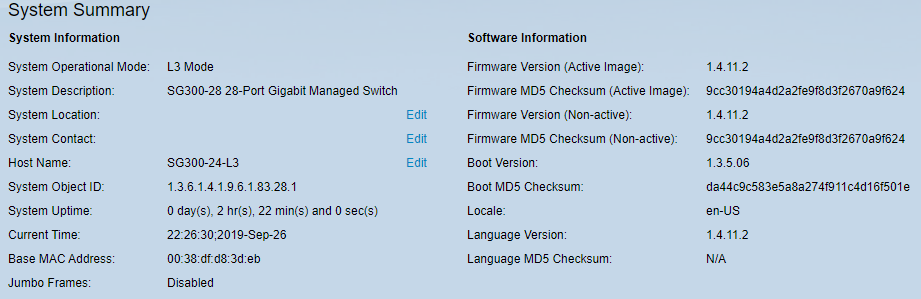 System Summary
System Information
System Operational Mode: L3 Mode
System Description: SG300-28 28-Port Gigabit Managed Switch
System Location: Edit
System Contact: Edit
Host Name: SG300-24-L3 Edit
System Object ID: 1.3.6.1.4.1.9.6.1.83.28.1
System Uptime: 0 day(s), 2 hr(s), 22 min(s) and 0 sec(s)
Current Time: 22:26:30;2019-Sep-26
Base MAC Address: 00:38:df:d8:3d:eb
Jumbo Frames: Disabled
Software Information
Firmware Version (Active Image): 1.4.11.2
Firmware MD5 Checksum (Active Image): 9cc30194a4d2a2fe9f8d3f2670a9f624
Firmware Version (Non-active): 1.4.11.2
Firmware MD5 Checksum (Non-active): 9cc30194a4d2a2fe9f8d3f2670a9f624
Boot Version: 1.3.5.06
Boot MD5 Checksum: da44c9c583e5a8a274f911c4d16f501e
Locale: en-US
Language Version: 1.4.11.2
Language MD5 Checksum: N/A